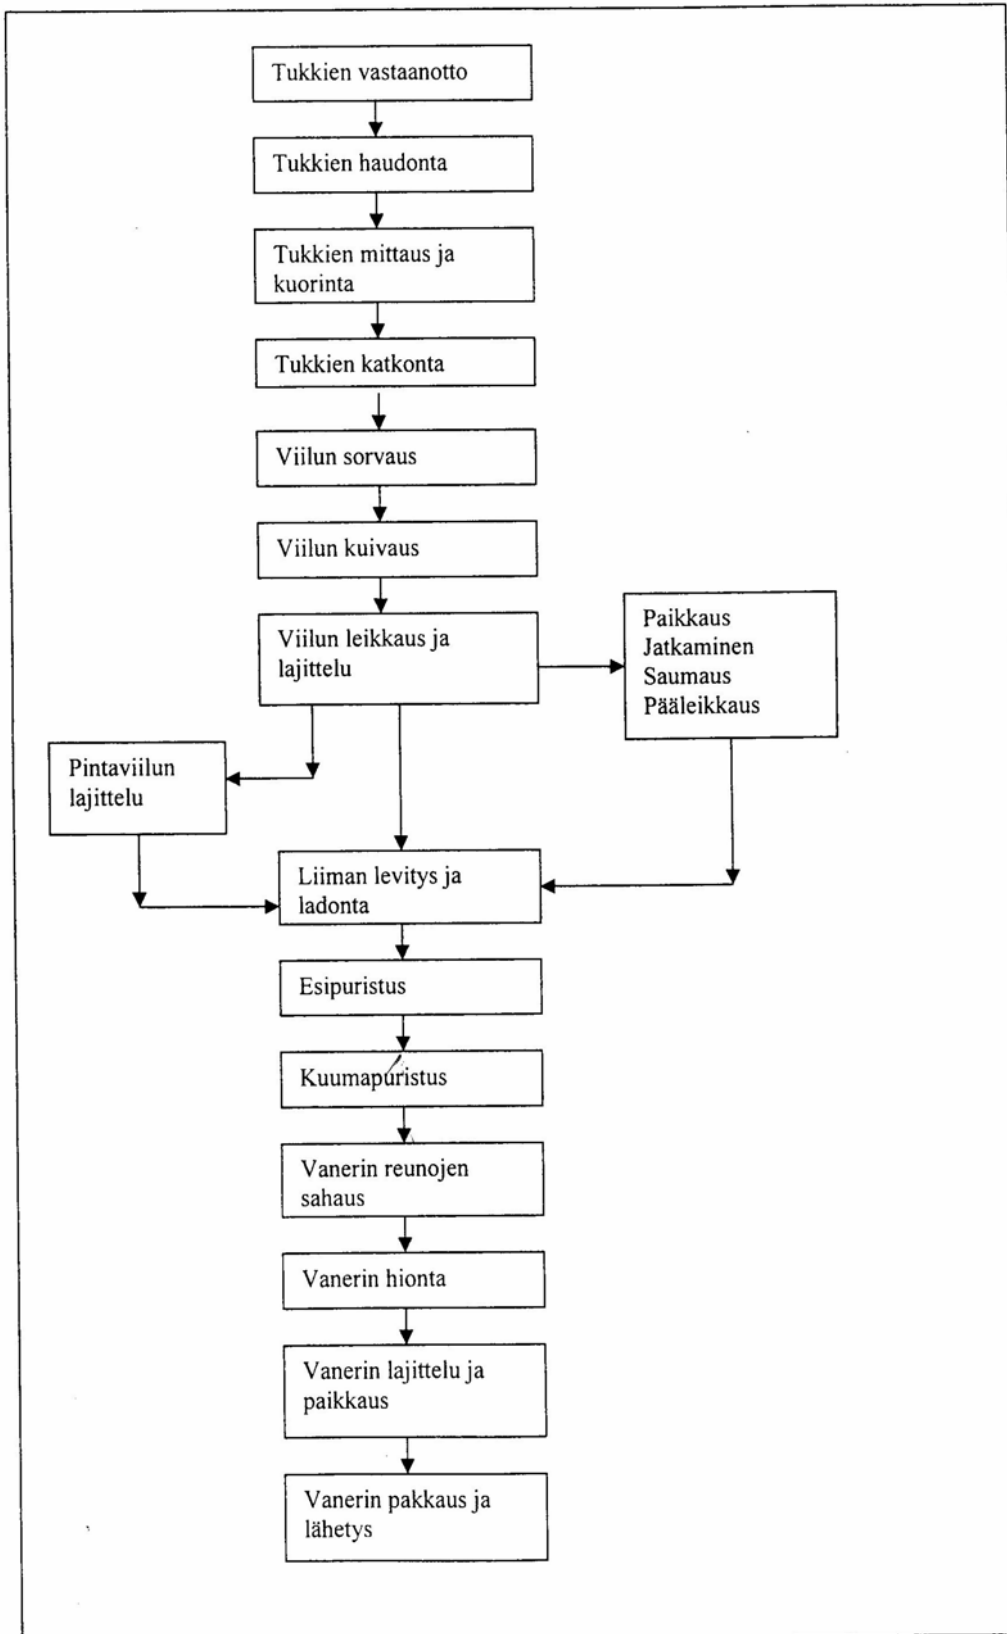 Tukkien vastaanotto
Tukkien haudonta
Tukkien mittaus ja
kuorinta
Tukkien katkonta
Viilun sorvaus
Viilun kuivaus
Viilun leikkaus ja
lajittelu
Paikkaus
Jatkaminen
Saumaus
Pääleikkaus
Pintaviilun
lajittelu
Liiman levitys ja
ladonta
Esipuristus
Kuumapuristus
Vanerin reunojen
sahaus
Vanerin hionta
Vanerin lajittelu ja
paikkaus
Vanerin pakkaus ja
lähetys